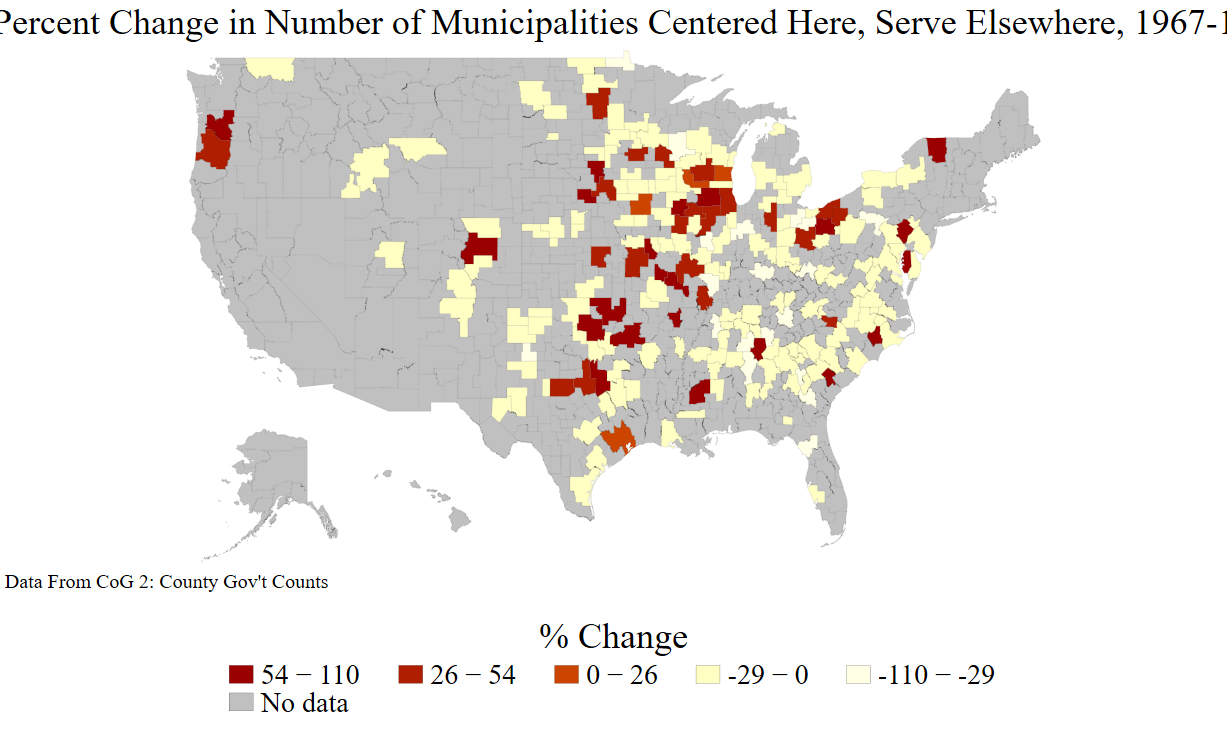 Percent Change in Number of Municipalities Centered Here, Serve Elsewhere, 1967-1
Data From CoG 2: County Gov't Counts
% Change
54 − 110 26 − 54 0 − 26 -29 − 0 -110 − -29
No data